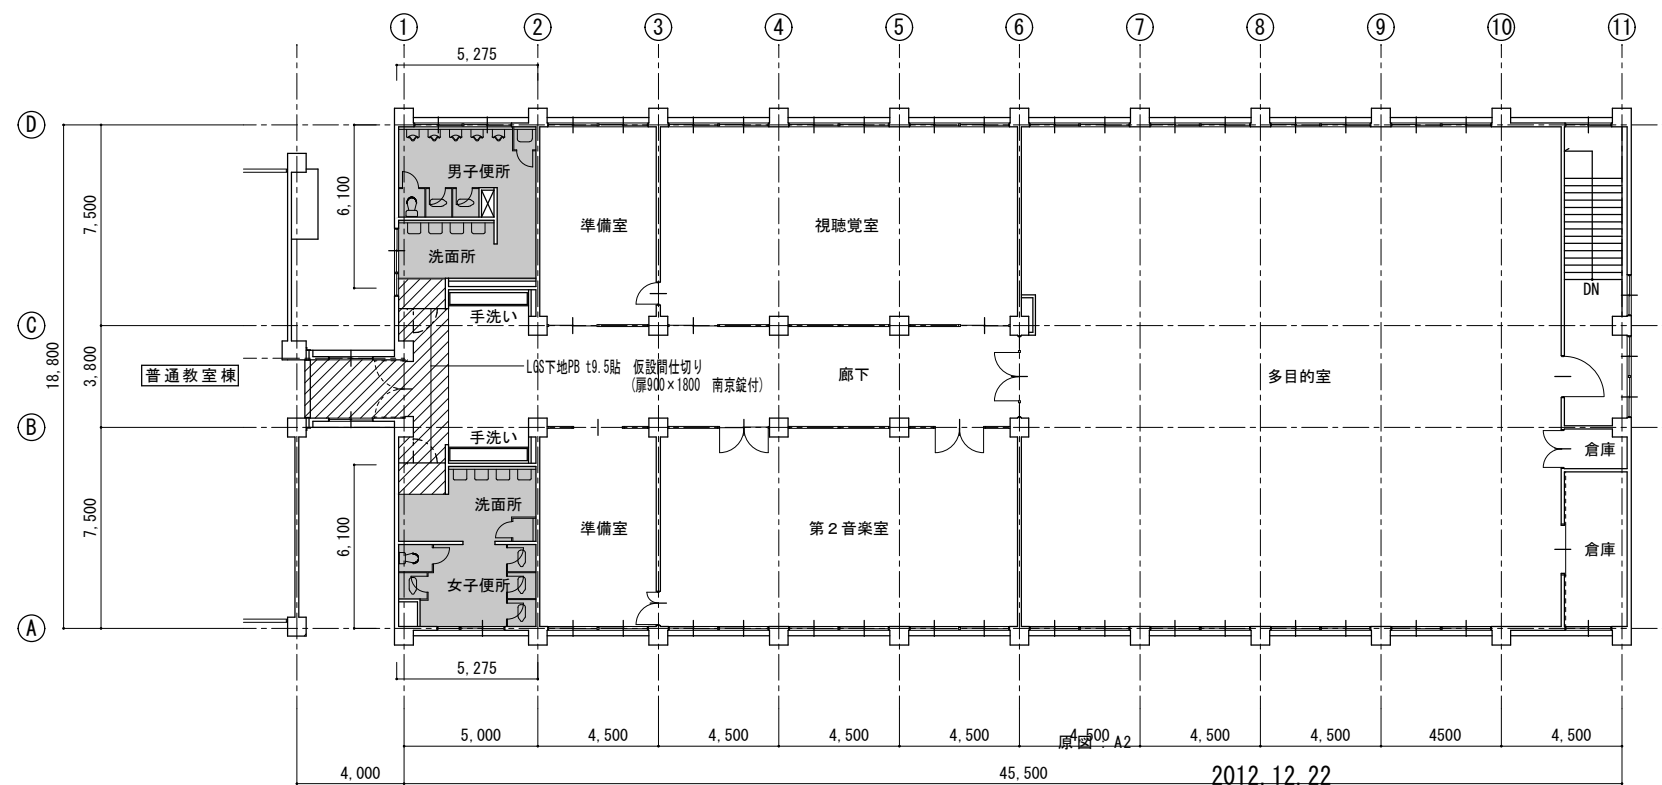 ① ② ③ ④ ⑤ ⑥ ⑦ ⑧ ⑨ ⑩ ⑪
5,275
D
男子便所
6,100
7,500
準備室
視聴覚室
洗面所
DN
手洗い
C
LGS下地PB t9.5貼 仮設間仕切り
(扉900×1800 南京錠付)
普通教室棟
18,800
3,800
廊下
多目的室
B
手洗い
倉庫
洗面所
7,500
6,100
準備室
第2音楽室
倉庫
女子便所
A
5,275
5,000 4,500 4,500 4,500 4,500 4,500 4,500 4500 4,500
原図:A2
4,000 45,500
2012.12.22